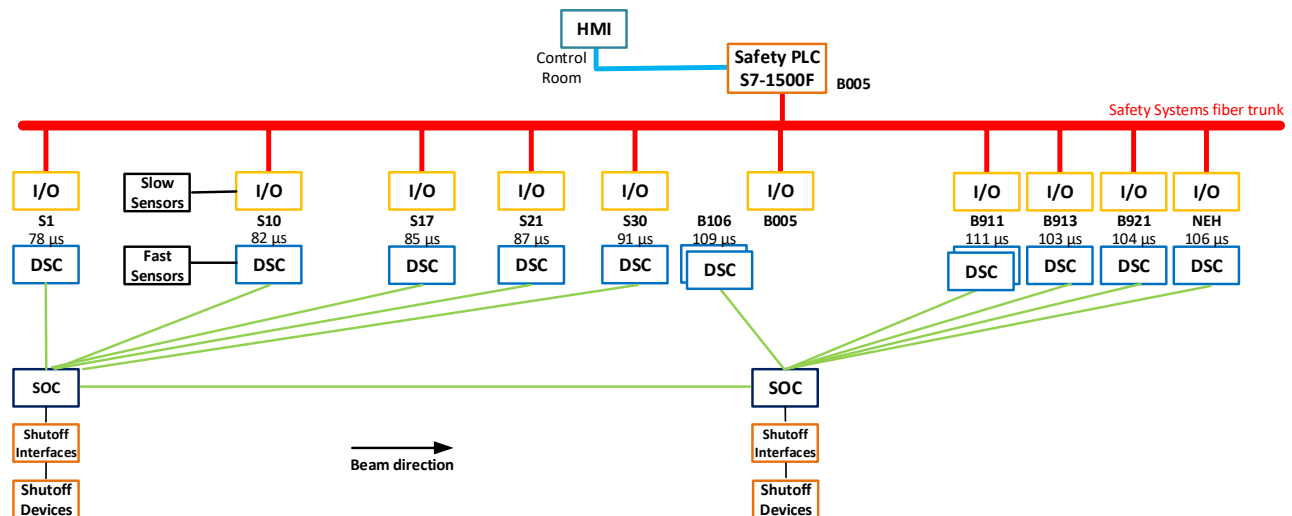 HMI
Control
Room
Safety PLC
S7-1500F
B005
Safety Systems fiber trunk
Slow
Sensors
I/O
I/O
I/O
I/O
I/O
I/O
I/O
I/O
I/O
I/O
S1
S10
S17
S21
S30
B106
B005
B911
B913
B921
NEH
78 µs
82 µs
85 µs
87 µs
91 µs
109 µs
111 µs
103 µs
104 µs
106 µs
Fast
Sensors
DSC
DSC
DSC
DSC
DSC
DSC
DSC
DSC
DSC
DSC
SOC
SOC
Shutoff
Interfaces
Shutoff
Devices
Beam direction
Shutoff
Interfaces
Shutoff
Devices